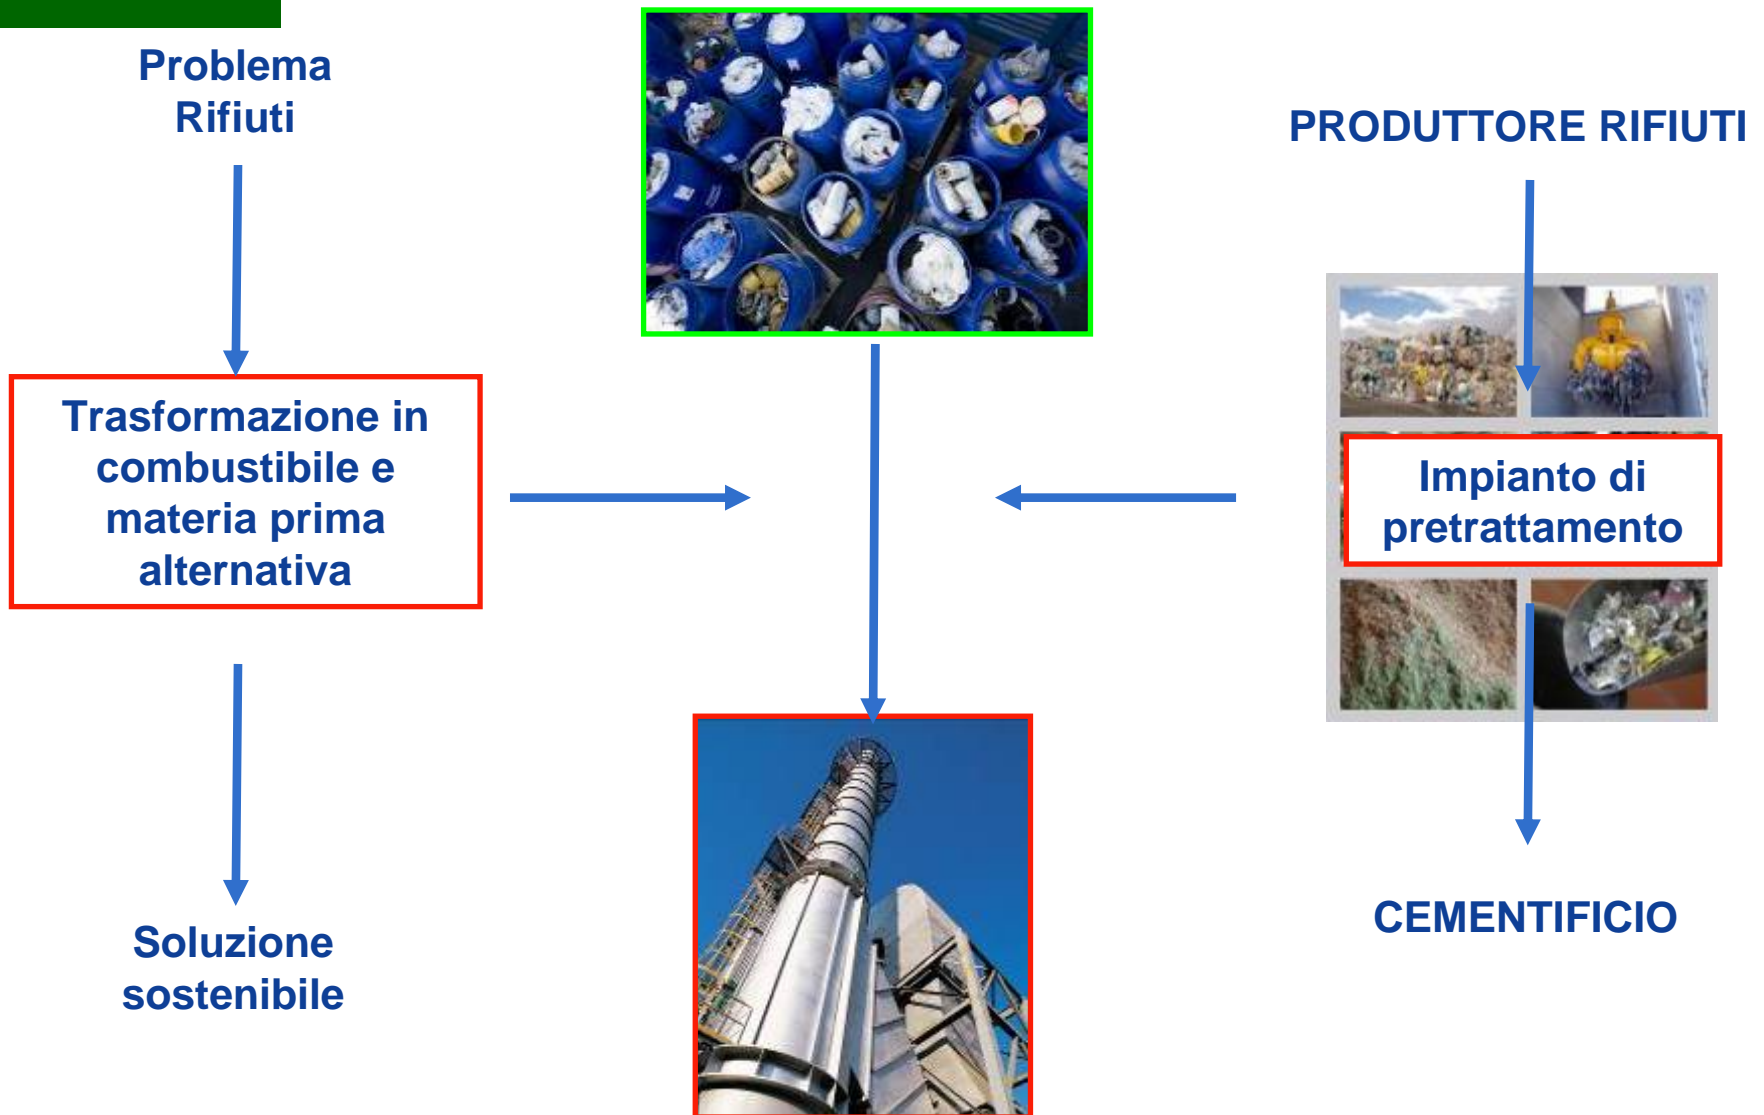 Problema
Rifiuti
Trasformazione in
combustibile e
materia prima
alternativa
Soluzione
sostenibile
PRODUTTORE RIFIUTI
Impianto di
pretrattamento
CEMENTIFICIO